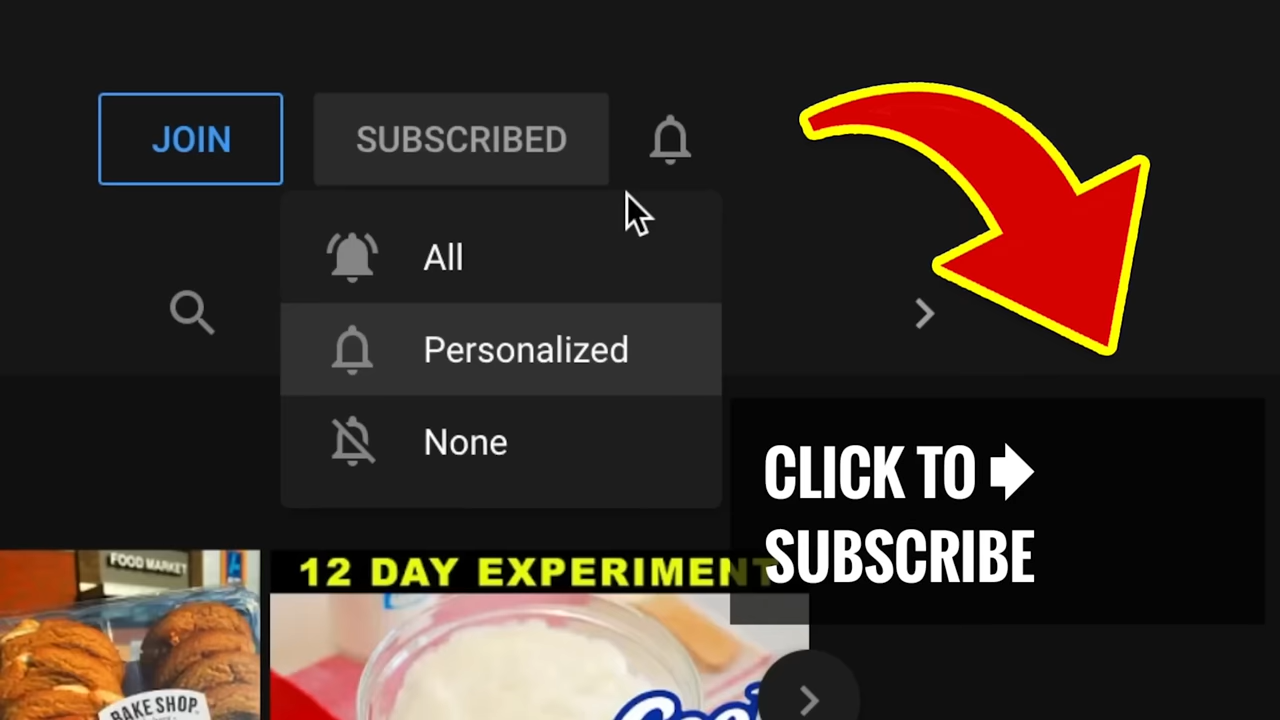 JOIN
SUBSCRIBED
All
Personalized
None
CLICK TO
SUBSCRIBE
FOOD MARKET
12 DAY EXPERIMENT
BAKE SHOP